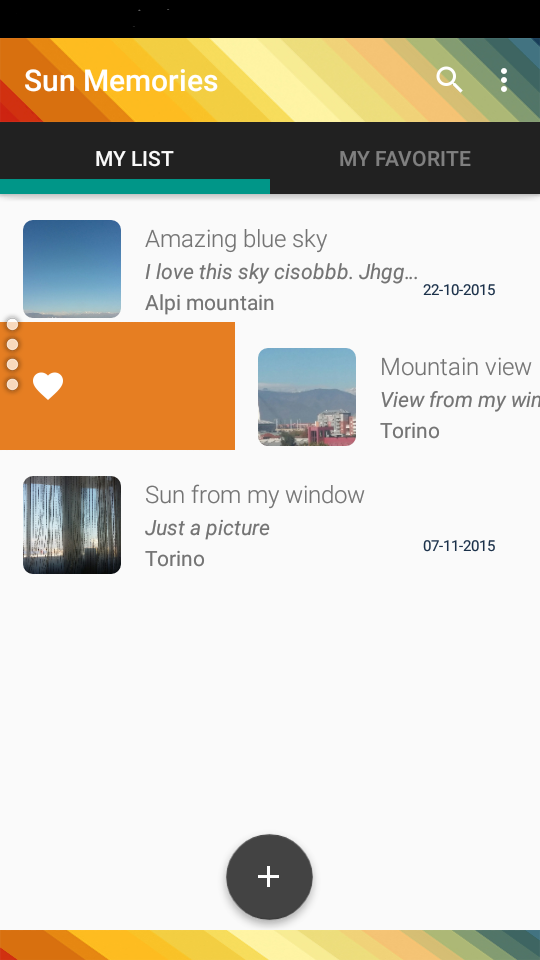 Sun Memories
MY LIST
MY FAVORITE
Amazing blue sky
I love this sky cisobbb. Jhgg...
22-10-2015
Alpi mountain
Mountain view
View from my win
Torino
Sun from my window
Just a picture
07-11-2015
Torino